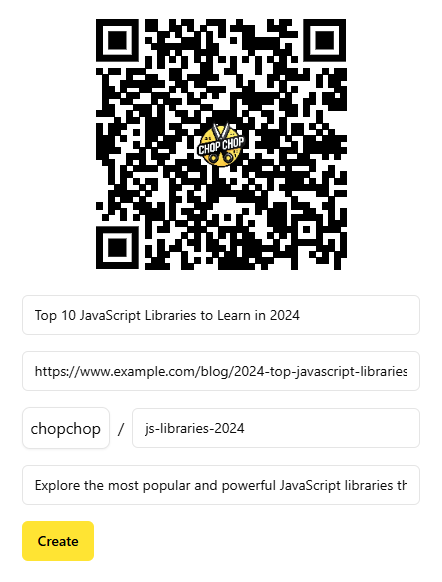 CHOP CHOP
Top 10 JavaScript Libraries to Learn in 2024
https://www.example.com/blog/2024-top-javascript-libraries
chopchop / js-libraries-2024
Explore the most popular and powerful JavaScript libraries th
Create